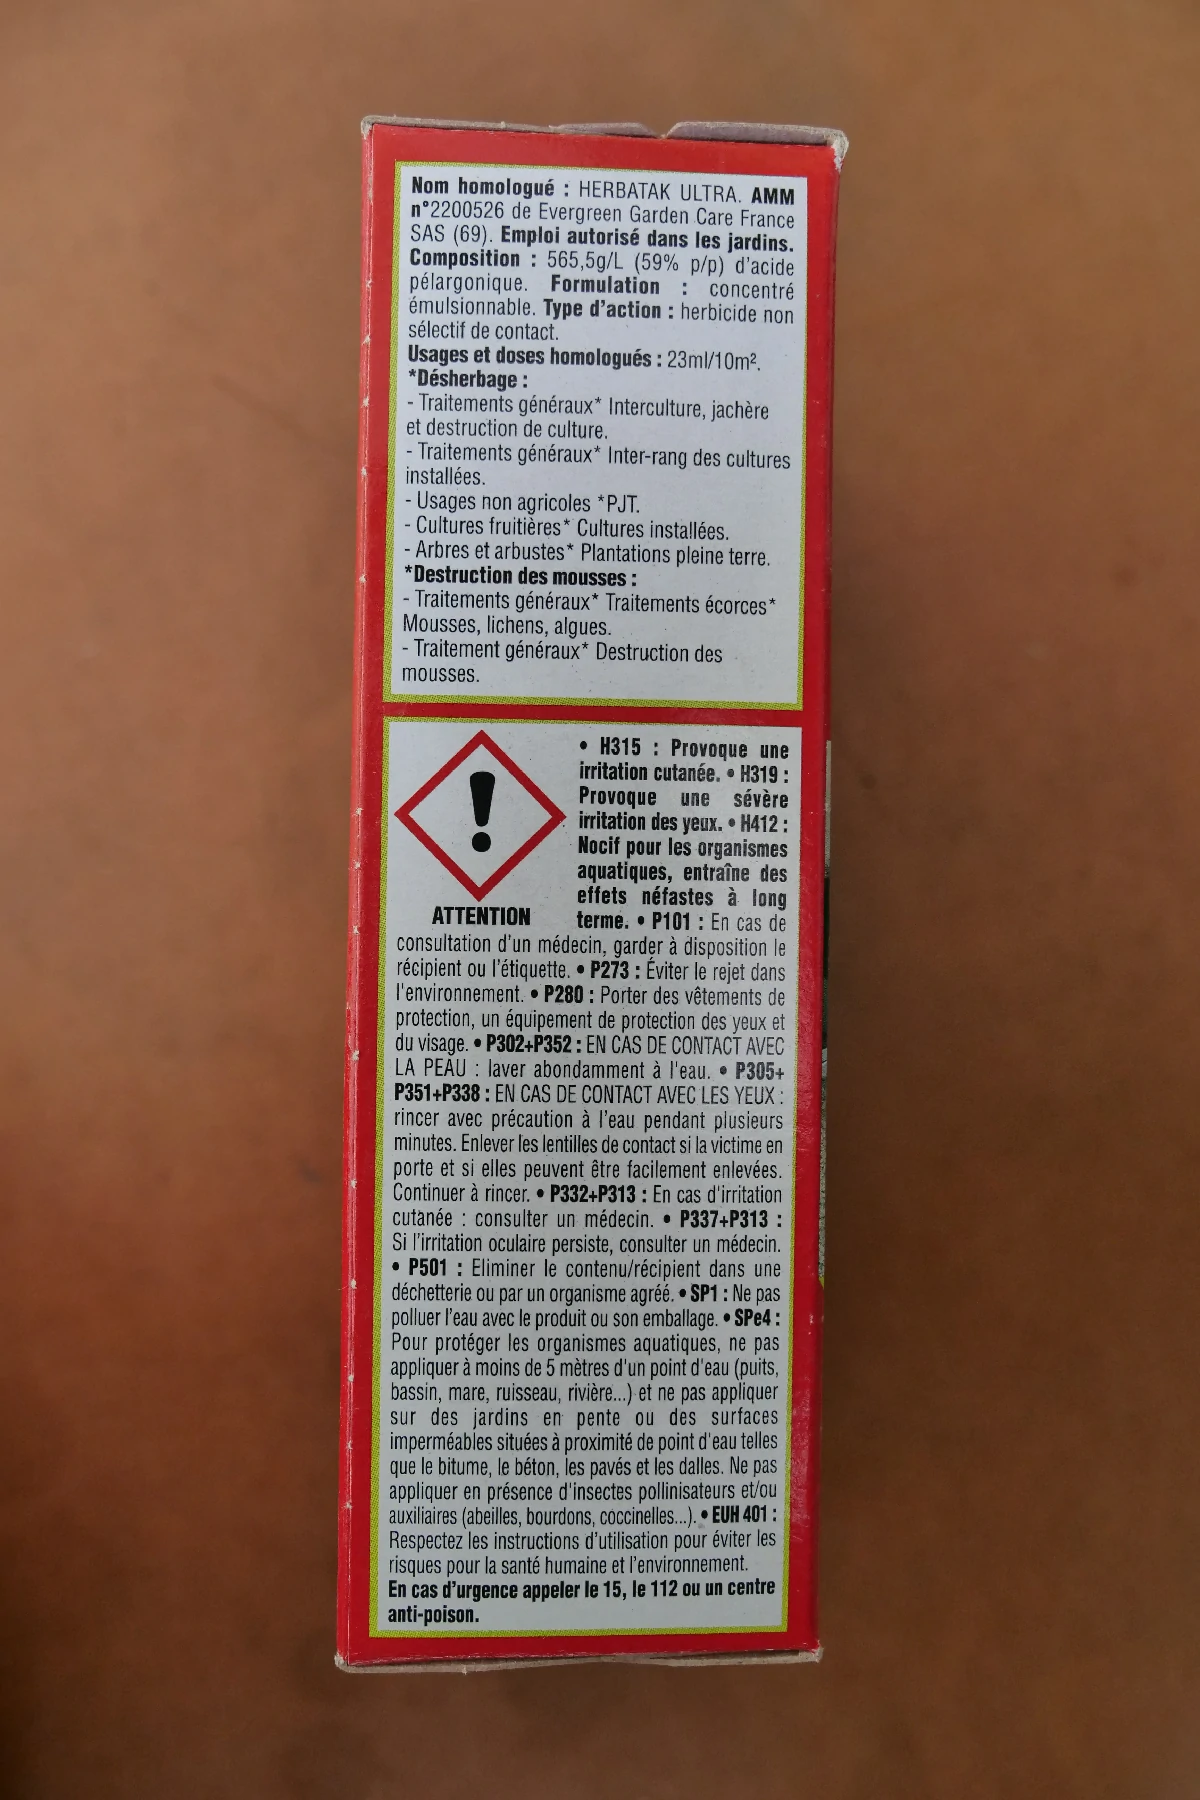 Nom homologué : HERBATAK ULTRA. AMM
n°2200526 de Evergreen Garden Care France
SAS (69). Emploi autorisé dans les jardins.
Composition : 565,5g/L (59% p/p) d'acide
pélargonique. Formulation : concentré
émulsionnable. Type d'action : herbicide non
sélectif de contact.
Usages et doses homologués : 23ml/10m².
*Désherbage :
- Traitements généraux* Interculture, jachère
et destruction de culture.
- Traitements généraux* Inter-rang des cultures
installées.
- Usages non agricoles *PJT.
- Cultures fruitières* Cultures installées.
- Arbres et arbustes* Plantations pleine terre.
*Destruction des mousses :
- Traitements généraux* Traitements écorces*
Mousses, lichens, algues.
- Traitement généraux* Destruction des
mousses.
• H315 : Provoque une
irritation cutanée. • H319 :
Provoque une sévère
irritation des yeux. • H412 :
Nocif pour les organismes
aquatiques, entraîne des
effets néfastes à long
ATTENTION terme. • P101 : En cas de
consultation d'un médecin, garder à disposition le
récipient ou l'étiquette. • P273 : Éviter le rejet dans
l'environnement. • P280 : Porter des vêtements de
protection, un équipement de protection des yeux et
du visage. • P302+P352 : EN CAS DE CONTACT AVEC
LA PEAU : laver abondamment à l'eau. • P305+
P351+P338 : EN CAS DE CONTACT AVEC LES YEUX :
rincer avec précaution à l'eau pendant plusieurs
minutes. Enlever les lentilles de contact si la victime en
porte et si elles peuvent être facilement enlevées.
Continuer à rincer. • P332+P313 : En cas d'irritation
cutanée : consulter un médecin. • P337+P313 :
Si l'irritation oculaire persiste, consulter un médecin.
• P501 : Eliminer le contenu/récipient dans une
déchetterie ou par un organisme agréé. • SP1 : Ne pas
polluer l'eau avec le produit ou son emballage. • SPe4 :
Pour protéger les organismes aquatiques, ne pas
appliquer à moins de 5 mètres d'un point d'eau (puits,
bassin, mare, ruisseau, rivière...) et ne pas appliquer
sur des jardins en pente ou des surfaces
imperméables situées à proximité de point d'eau telles
que le bitume, le béton, les pavés et les dalles. Ne pas
appliquer en présence d'insectes pollinisateurs et/ou
auxiliaires (abeilles, bourdons, coccinelles...). • EUH 401 :
Respectez les instructions d'utilisation pour éviter les
risques pour la santé humaine et l'environnement.
En cas d'urgence appeler le 15, le 112 ou un centre
anti-poison.